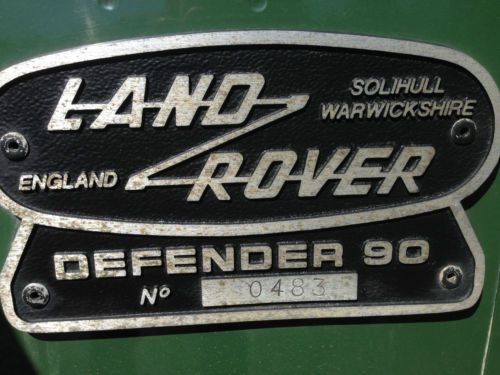 LAND
SOLIHULL
WARWICKSHIRE
ENGLAND
ROVER
DEFENDER 90
Nº 0483